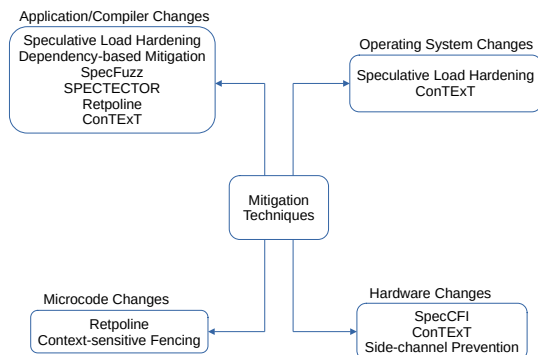 Application/Compiler Changes
Speculative Load Hardening
Dependency-based Mitigation
SpecFuzz
SPECTECTOR
Retpoline
ConTExT
Operating System Changes
Speculative Load Hardening
ConTExT
Mitigation
Techniques
Microcode Changes
Retpoline
Context-sensitive Fencing
Hardware Changes
SpecCFI
ConTExT
Side-channel Prevention